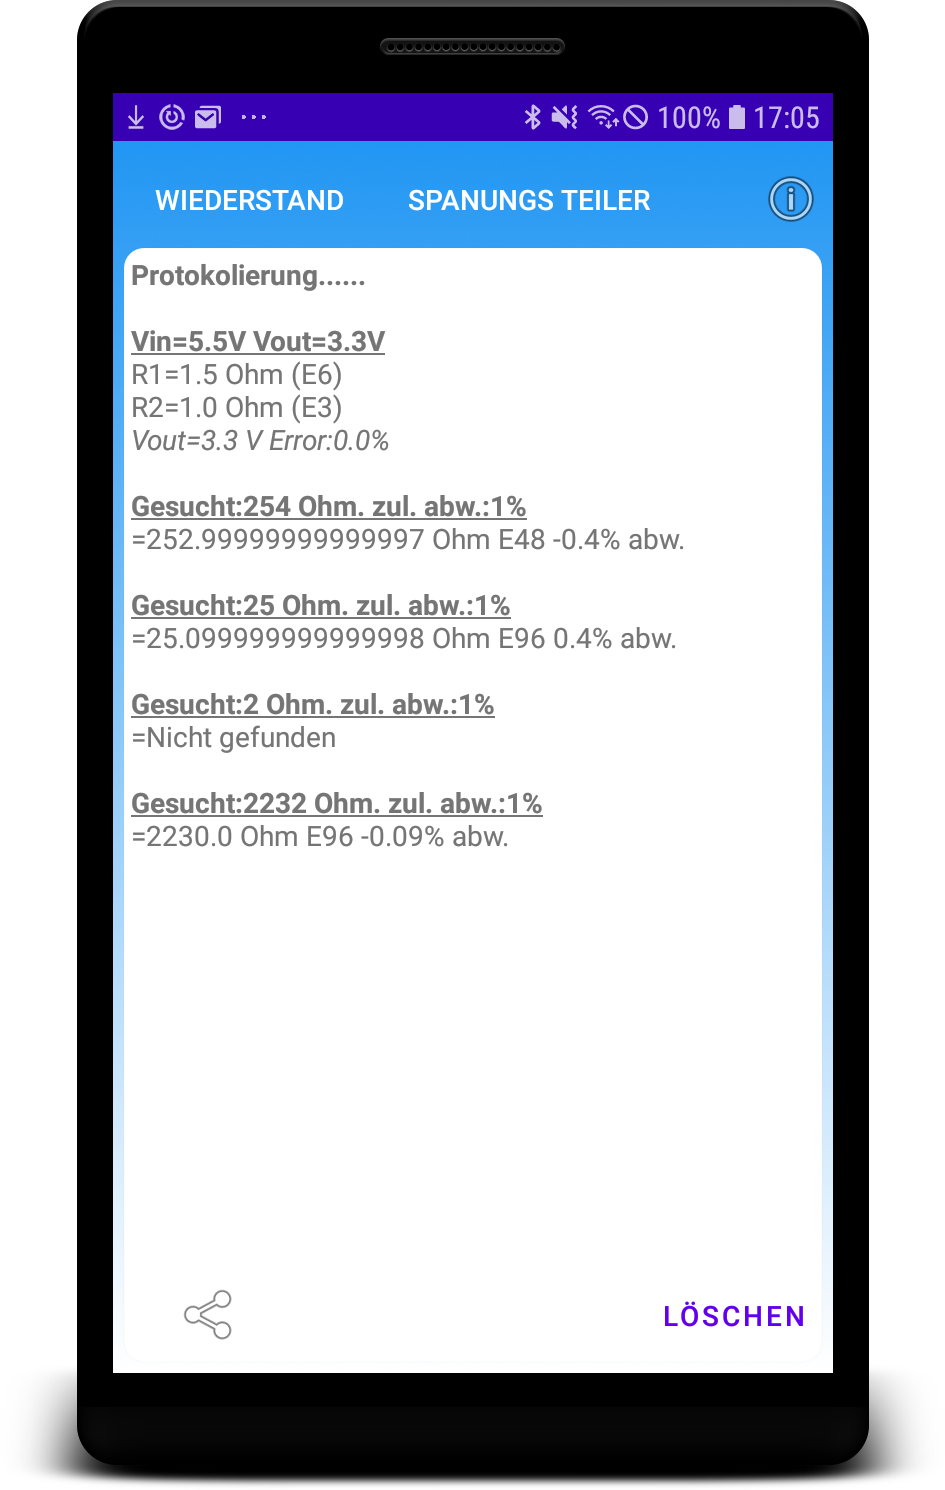 100% 17:05
WIEDERSTAND SPANUNGS TEILER
Protokolierung......
Vin=5.5V Vout=3.3V
R1=1.5 Ohm (E6)
R2=1.0 Ohm (E3)
Vout=3.3 V Error:0.0%
Gesucht:254 Ohm. zul. abw.:1%
=252.99999999999997 Ohm E48 -0.4% abw.
Gesucht:25 Ohm. zul. abw.:1%
=25.099999999999998 Ohm E96 0.4% abw.
Gesucht:2 Ohm. zul. abw.:1%
=Nicht gefunden
Gesucht:2232 Ohm. zul. abw.:1%
=2230.0 Ohm E96 -0.09% abw.
LÖSCHEN